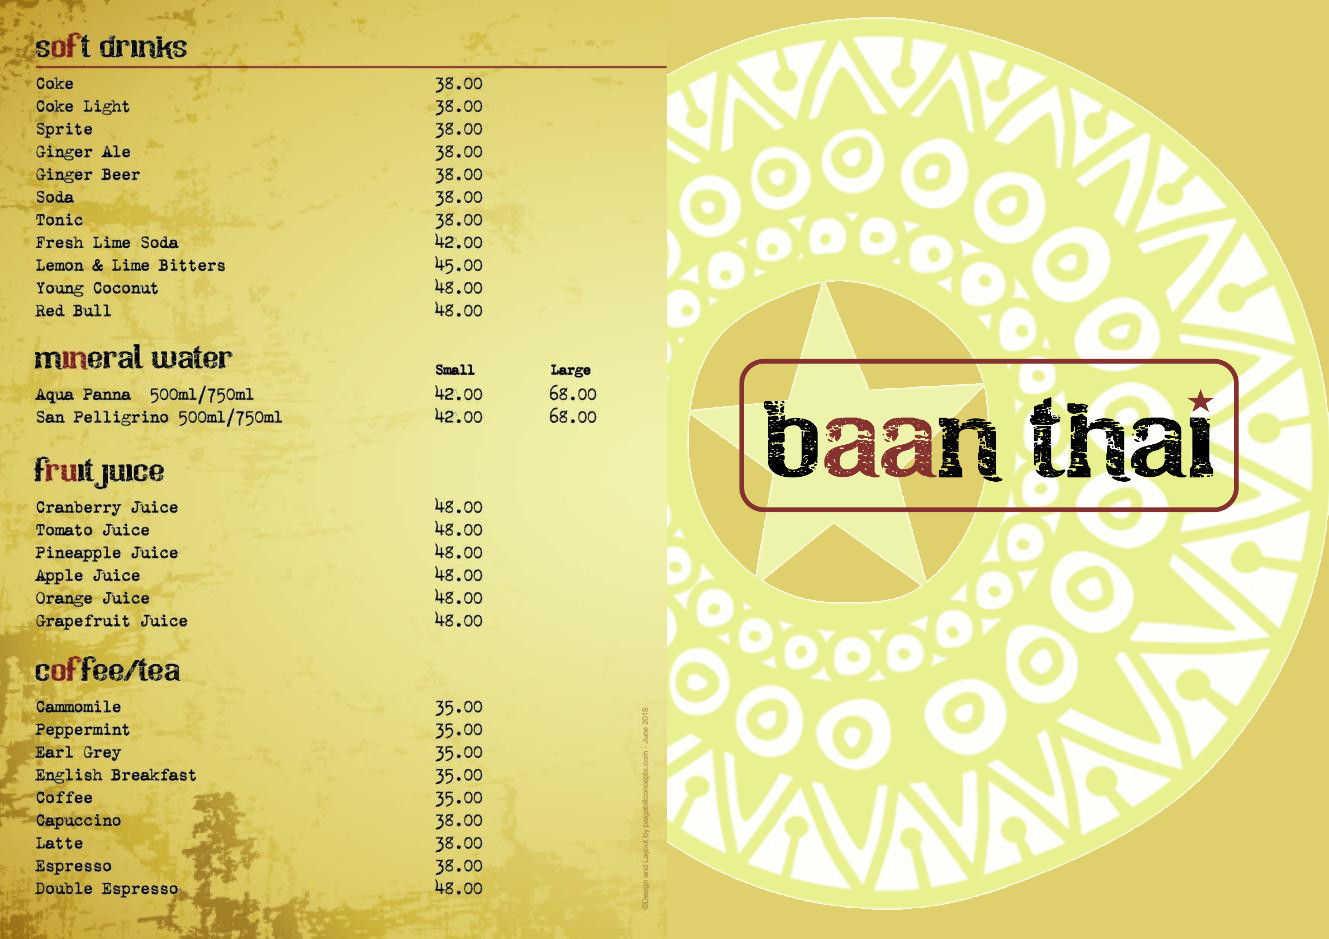 soft drinks
Coke 38.00
Coke Light 38.00
Sprite 38.00
Ginger Ale 38.00
Ginger Beer 38.00
Soda 38.00
Tonic 38.00
Fresh Lime Soda 42.00
Lemon & Lime Bitters 45.00
Young Coconut 48.00
Red Bull 48.00
mineral water
Small Large
Aqua Panna 500ml/750ml 42.00 68.00
San Pelligrino 500ml/750ml 42.00 68.00
fruit juice
Cranberry Juice 48.00
Tomato Juice 48.00
Pineapple Juice 48.00
Apple Juice 48.00
Orange Juice 48.00
Grapefruit Juice 48.00
coffee/tea
Cammomile 35.00
Peppermint 35.00
Earl Grey 35.00
English Breakfast 35.00
Coffee 35.00
Capuccino 38.00
Latte 38.00
Espresso 38.00
Double Espresso 48.00
©Design and Layout by - June 2018
baan thai